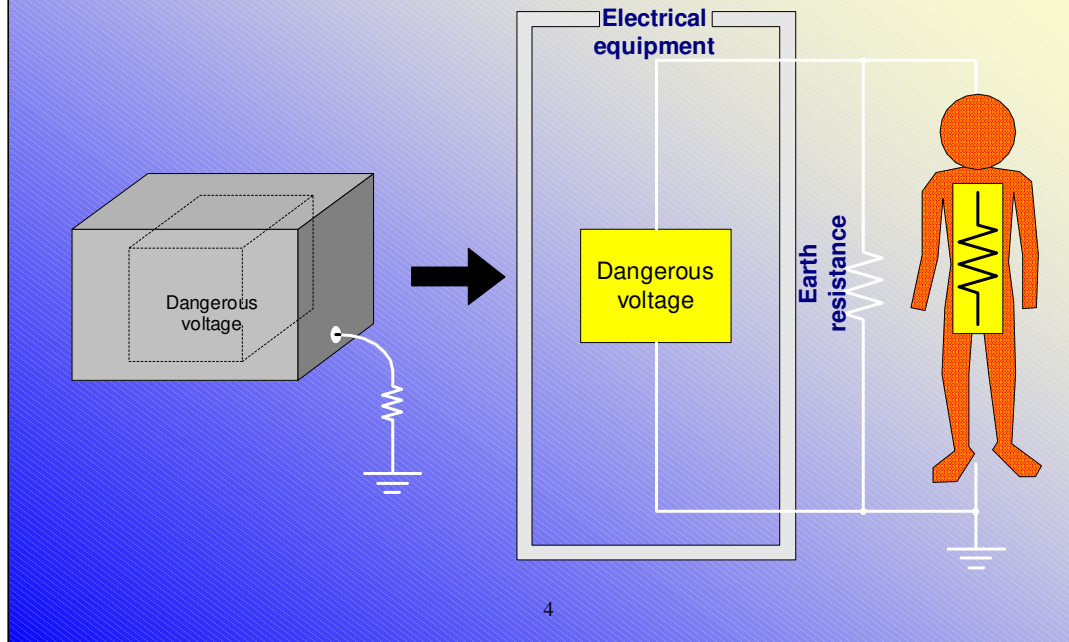 Electrical
equipment
Dangerous
voltage
Dangerous
voltage
Earth
resistance
4